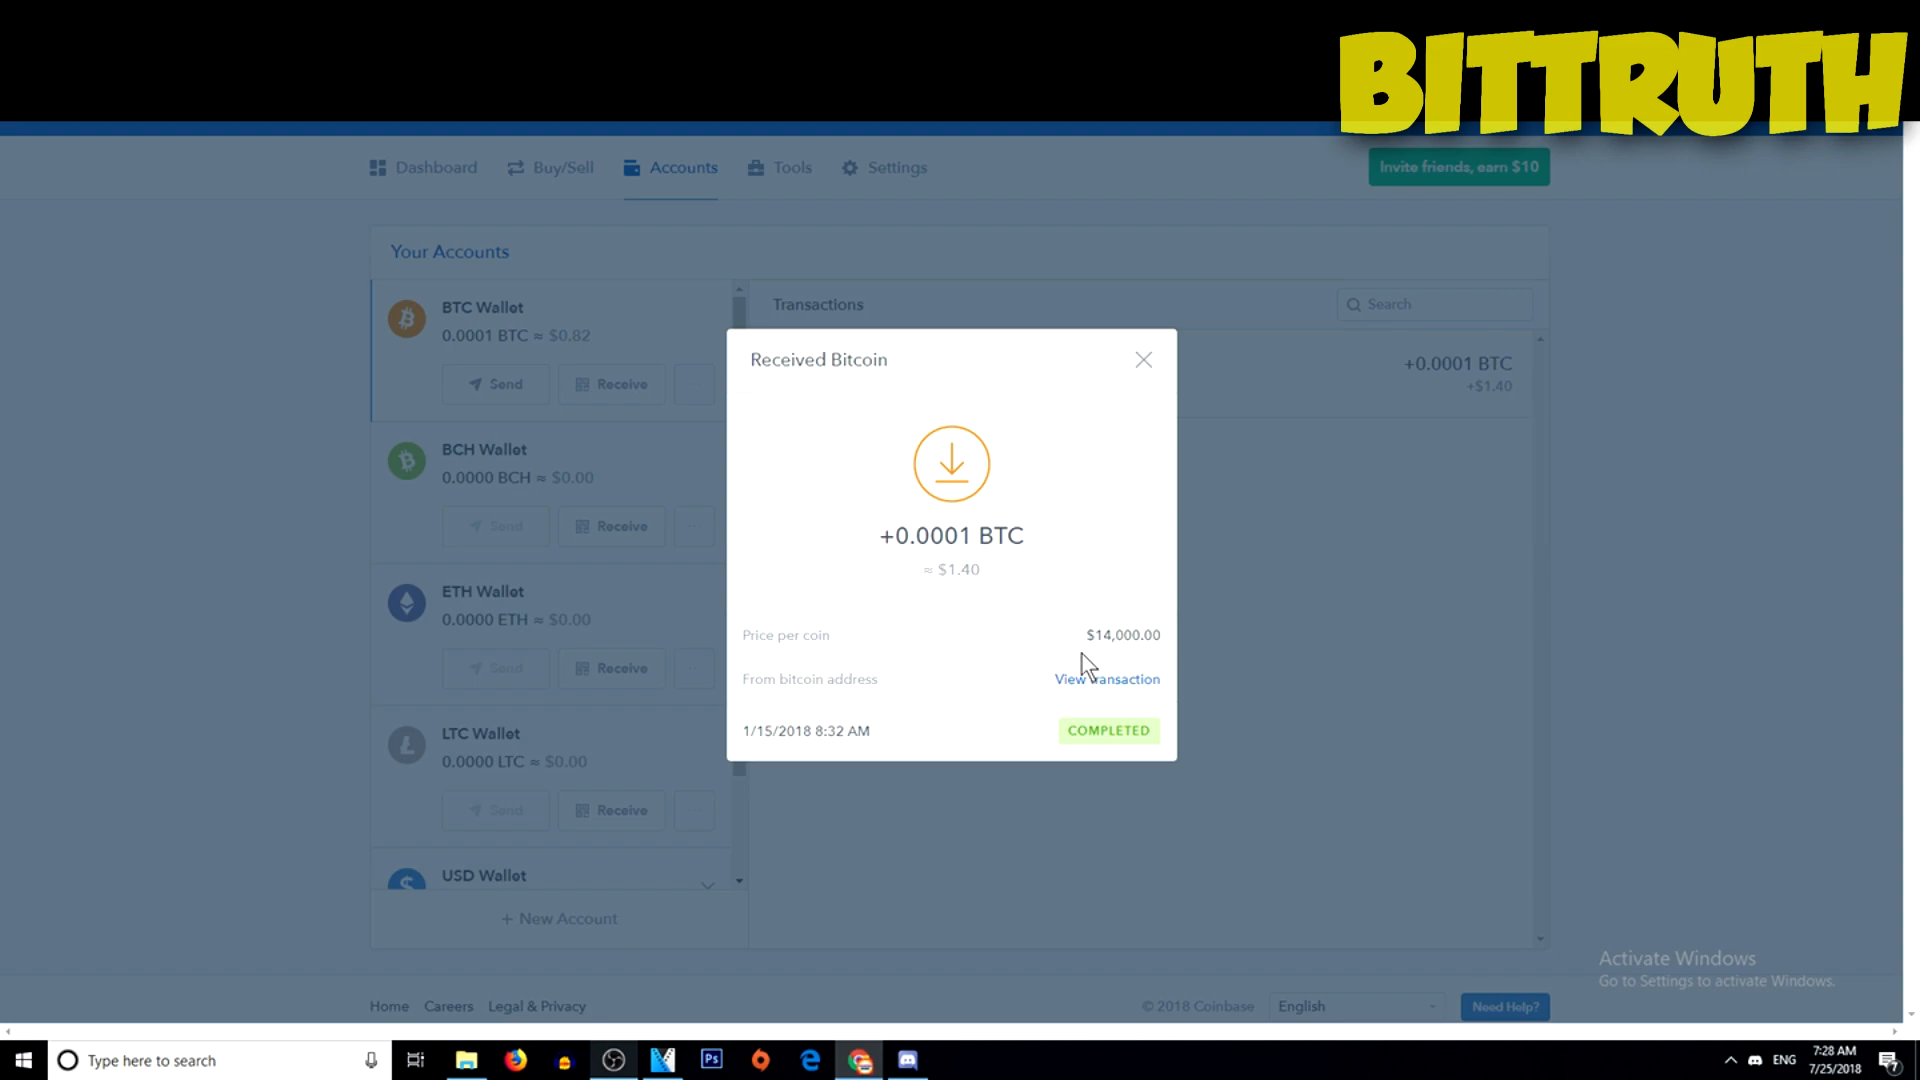 BITTRUTH
Dashboard Buy/Sell Accounts Tools Settings Invite friends, earn $10
Your Accounts
BTC Wallet
0.0001 BTC ≈ $0.82
Send Receive
BCH Wallet
0.0000 BCH ≈ $0.00
Send Receive
ETH Wallet
0.0000 ETH ≈ $0.00
Send Receive
LTC Wallet
0.0000 LTC ≈ $0.00
Send Receive
USD Wallet
+ New Account
Transactions Search
+0.0001 BTC
+$1.40
Received Bitcoin
+0.0001 BTC
≈ $1.40
Price per coin $14,000.00
From bitcoin address View transaction
1/15/2018 8:32 AM COMPLETED
Activate Windows
Go to Settings to activate Windows.
Home Careers Legal & Privacy © 2018 Coinbase English Need Help?
Type here to search Ps ENG 7:28 AM
7/25/2018 7